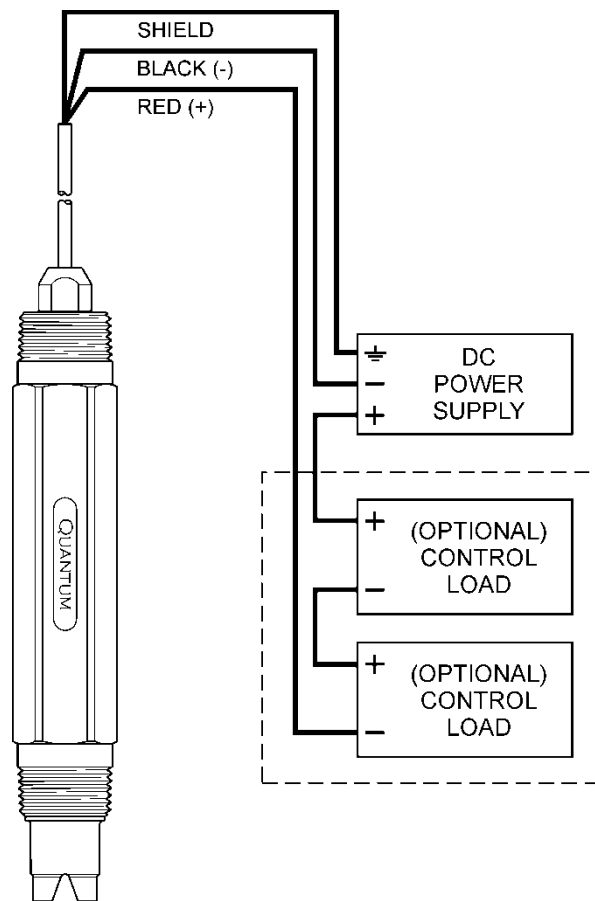 SHIELD
BLACK (-)
RED (+)
DC
POWER
SUPPLY
−
+
QUANTUM
+
(OPTIONAL)
CONTROL
LOAD
−
+
(OPTIONAL)
CONTROL
LOAD
−